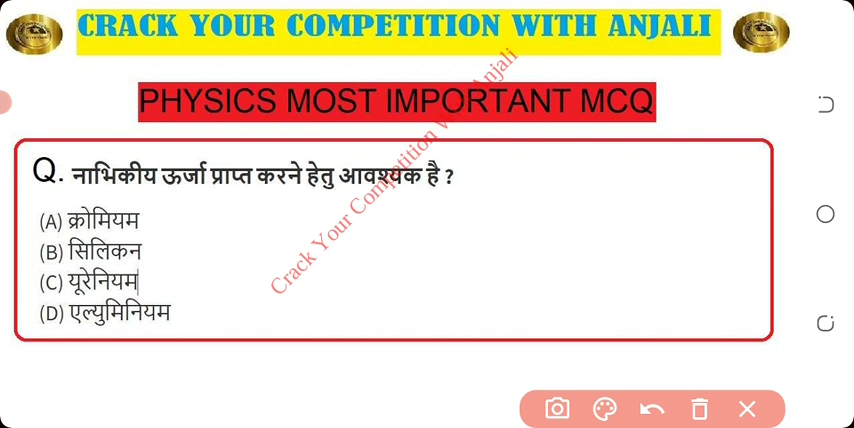 CRACK YOUR COMPETITION WITH ANJALI
PHYSICS MOST IMPORTANT MCQ
Q. नाभिकीय ऊर्जा प्राप्त करने हेतु आवश्यक है ?
(A) क्रोमियम
(B) सिलिकन
(C) यूरेनियम
(D) एल्युमिनियम
Crack Your Competition Anjali